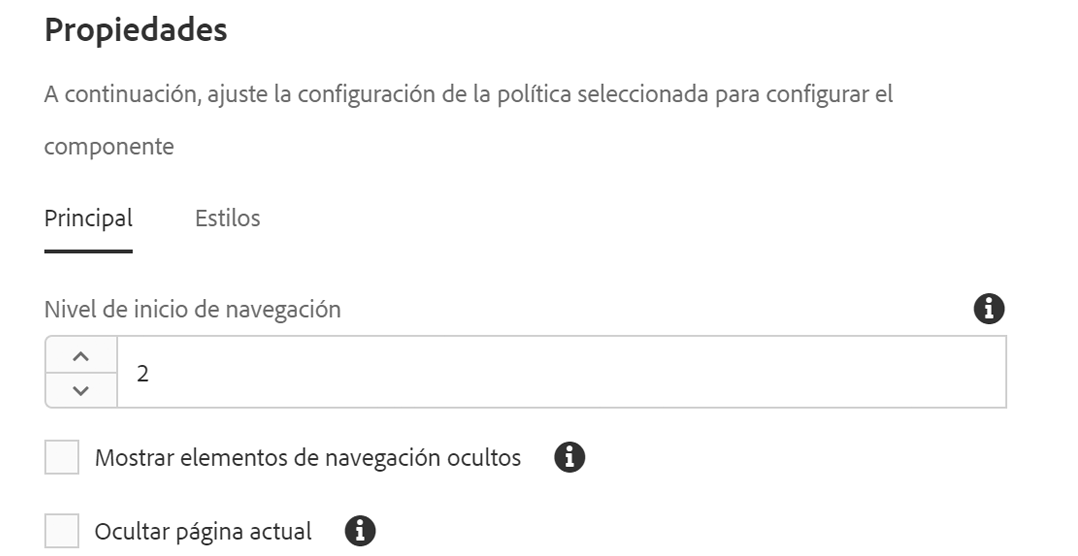 Propiedades
A continuación, ajuste la configuración de la política seleccionada para configurar el
componente
Principal Estilos
Nivel de inicio de navegación
2
Mostrar elementos de navegación ocultos
Ocultar página actual